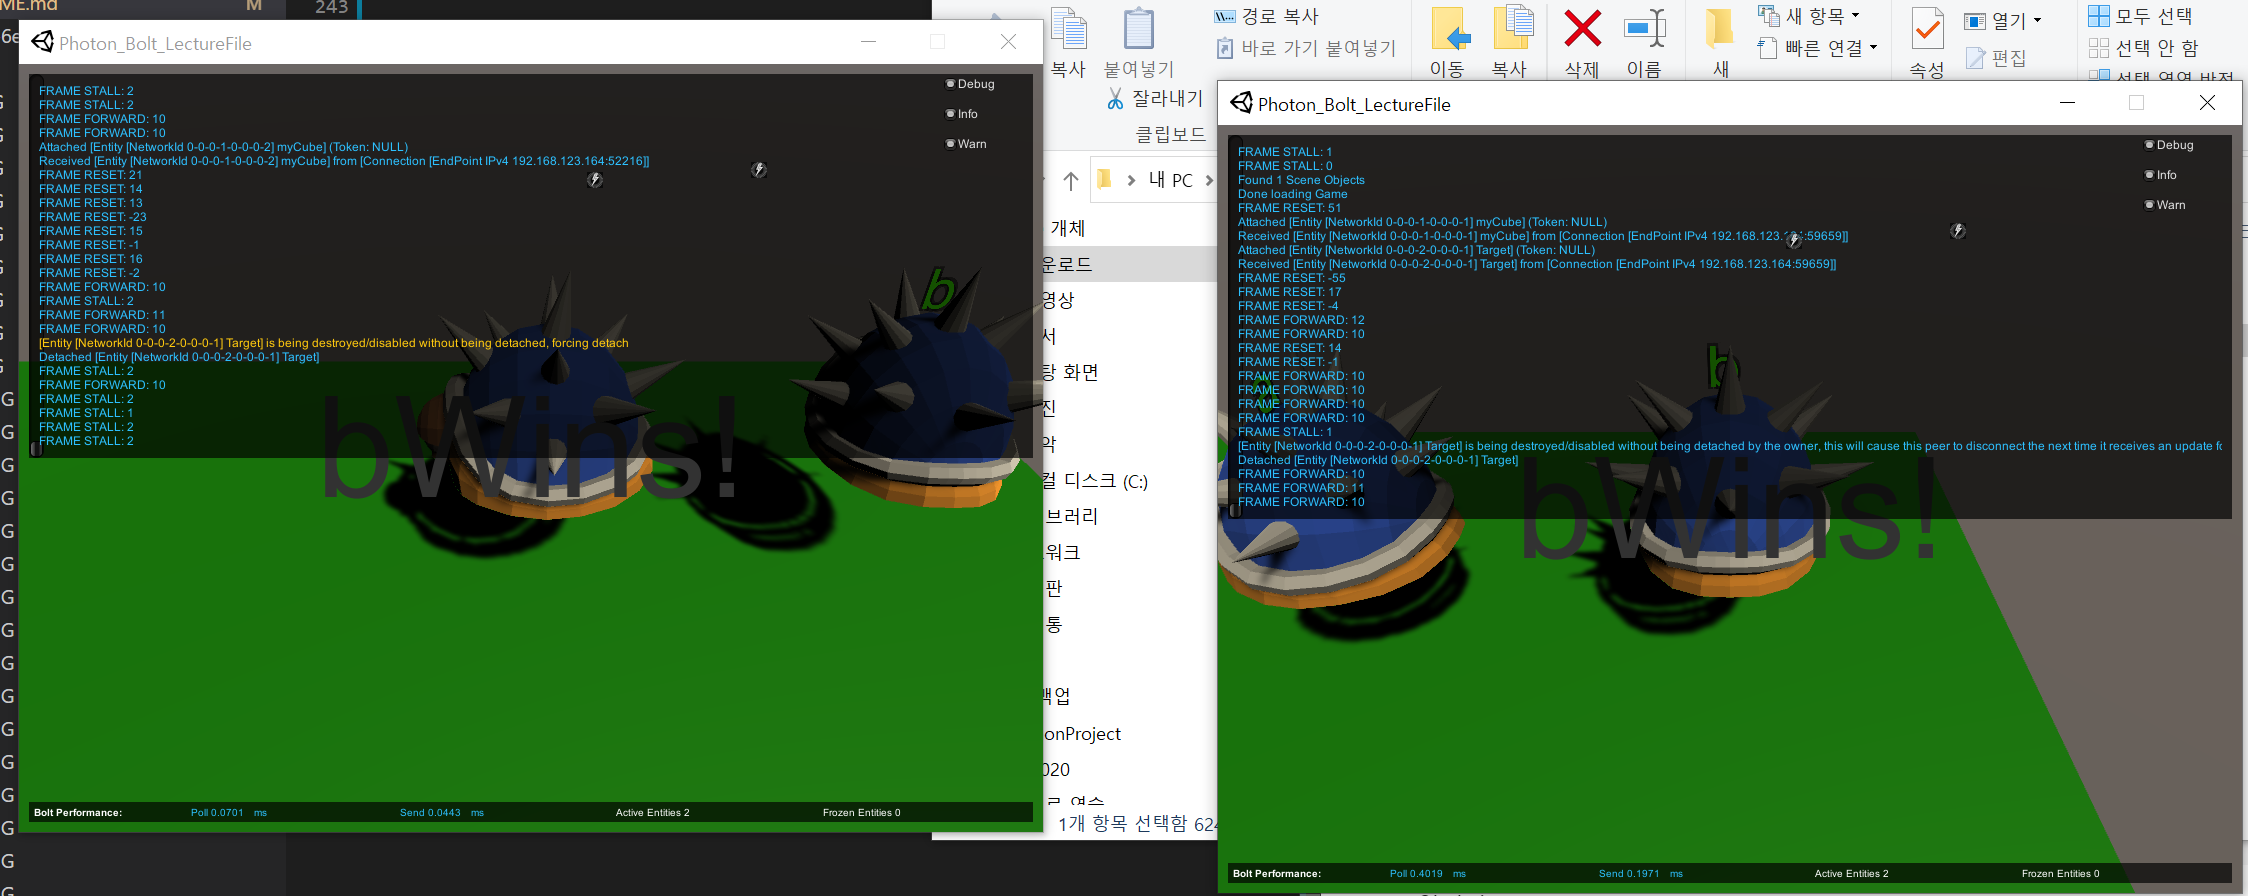 ME.md M 243
Photon_Bolt_LectureFile
FRAME STALL: 2
FRAME STALL: 2
FRAME FORWARD: 10
FRAME FORWARD: 10
Attached [Entity [NetworkId 0-0-0-1-0-0-0-2] myCube] (Token: NULL)
Received [Entity [NetworkId 0-0-0-1-0-0-0-2] myCube] from [Connection [EndPoint IPv4 192.168.123.164:52216]]
FRAME RESET: 21
FRAME RESET: 14
FRAME RESET: 13
FRAME RESET: -23
FRAME RESET: 15
FRAME RESET: -1
FRAME RESET: 16
FRAME RESET: -2
FRAME FORWARD: 10
FRAME STALL: 2
FRAME FORWARD: 11
FRAME FORWARD: 10
[Entity [NetworkId 0-0-0-2-0-0-0-1] Target] is being destroyed/disabled without being detached, forcing detach
Detached [Entity [NetworkId 0-0-0-2-0-0-0-1] Target]
FRAME STALL: 2
FRAME FORWARD: 10
FRAME STALL: 2
FRAME STALL: 1
FRAME STALL: 2
FRAME STALL: 2
Debug
Info
Warn
b
bWins!
Bolt Performance: Poll 0.0701 ms Send 0.0443 ms Active Entities 2 Frozen Entities 0
복사
붙여넣기
경로 복사
바로 가기 붙여넣기
잘라내기
클립보드
이동
복사
삭제
이름
새
새 항목
빠른 연결
속성
열기
편집
모두 선택
선택 안 함
선택 영역 반전
내 PC
개체
운로드
영상
서
탕 화면
진
악
컬 디스크 (C:)
브러리
워크
판
통
백업
onProject
020
1개 항목 선택함 624
Photon_Bolt_LectureFile
FRAME STALL: 1
FRAME STALL: 0
Found 1 Scene Objects
Done loading Game
FRAME RESET: 51
Attached [Entity [NetworkId 0-0-0-1-0-0-0-1] myCube] (Token: NULL)
Received [Entity [NetworkId 0-0-0-1-0-0-0-1] myCube] from [Connection [EndPoint IPv4 192.168.123.164:59659]]
Attached [Entity [NetworkId 0-0-0-2-0-0-0-1] Target] (Token: NULL)
Received [Entity [NetworkId 0-0-0-2-0-0-0-1] Target] from [Connection [EndPoint IPv4 192.168.123.164:59659]]
FRAME RESET: -55
FRAME RESET: 17
FRAME RESET: -4
FRAME FORWARD: 12
FRAME FORWARD: 10
FRAME RESET: 14
FRAME RESET: -1
FRAME FORWARD: 10
FRAME FORWARD: 10
FRAME FORWARD: 10
FRAME FORWARD: 10
FRAME STALL: 1
[Entity [NetworkId 0-0-0-2-0-0-0-1] Target] is being destroyed/disabled without being detached by the owner, this will cause this peer to disconnect the next time it receives an update fo
Detached [Entity [NetworkId 0-0-0-2-0-0-0-1] Target]
FRAME FORWARD: 10
FRAME FORWARD: 11
FRAME FORWARD: 10
Debug
Info
Warn
b
bWins!
Bolt Performance: Poll 0.4019 ms Send 0.1971 ms Active Entities 2 Frozen Entities 0